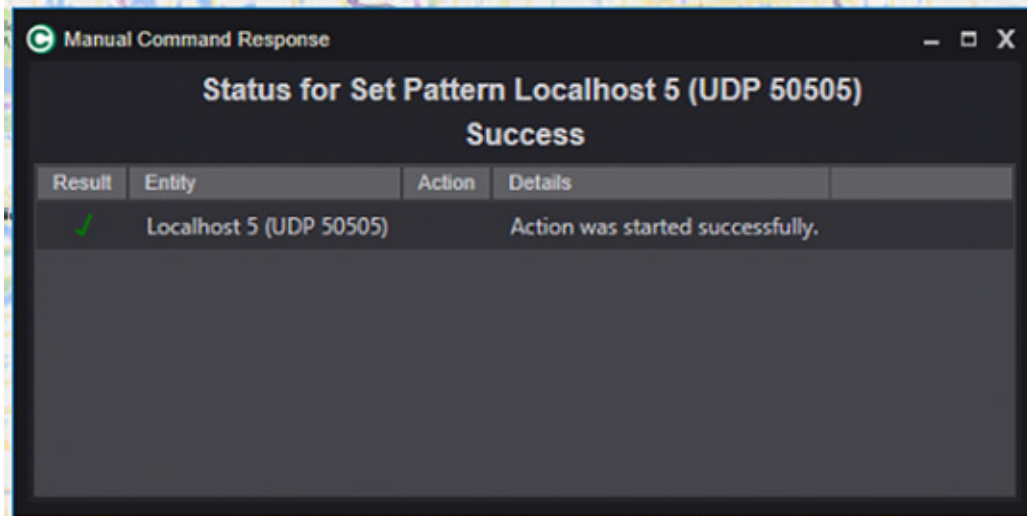 Manual Command Response
Status for Set Pattern Localhost 5 (UDP 50505)
Success
Result Entity Action Details
Localhost 5 (UDP 50505) Action was started successfully.